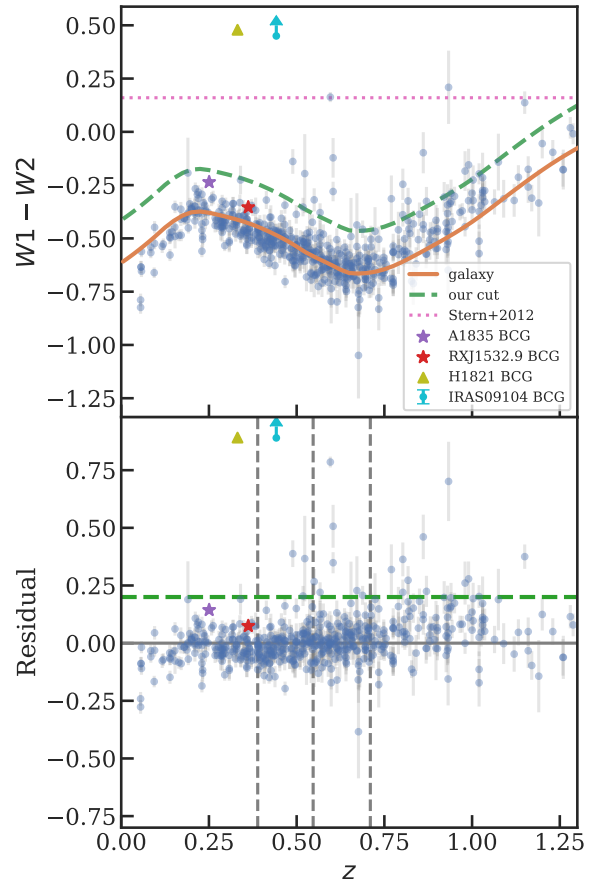 0.50
0.25
0.00
−0.25
−0.50
−0.75
−1.00
−1.25
W1 − W2
galaxy
our cut
Stern+2012
A1835 BCG
RXJ1532.9 BCG
H1821 BCG
IRAS09104 BCG
0.75
0.50
0.25
0.00
−0.25
−0.50
−0.75
Residual
0.00 0.25 0.50 0.75 1.00 1.25
z